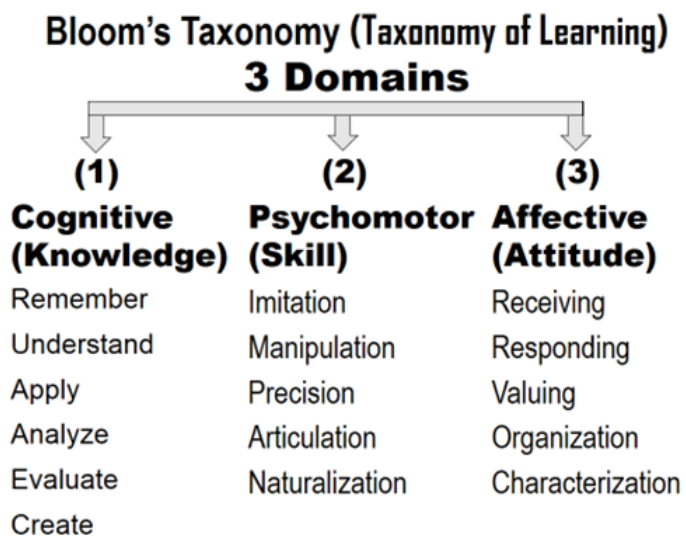 Bloom's Taxonomy (Taxonomy of Learning)
3 Domains
(1)
Cognitive
(Knowledge)
Remember
Understand
Apply
Analyze
Evaluate
Create
(2)
Psychomotor
(Skill)
Imitation
Manipulation
Precision
Articulation
Naturalization
(3)
Affective
(Attitude)
Receiving
Responding
Valuing
Organization
Characterization